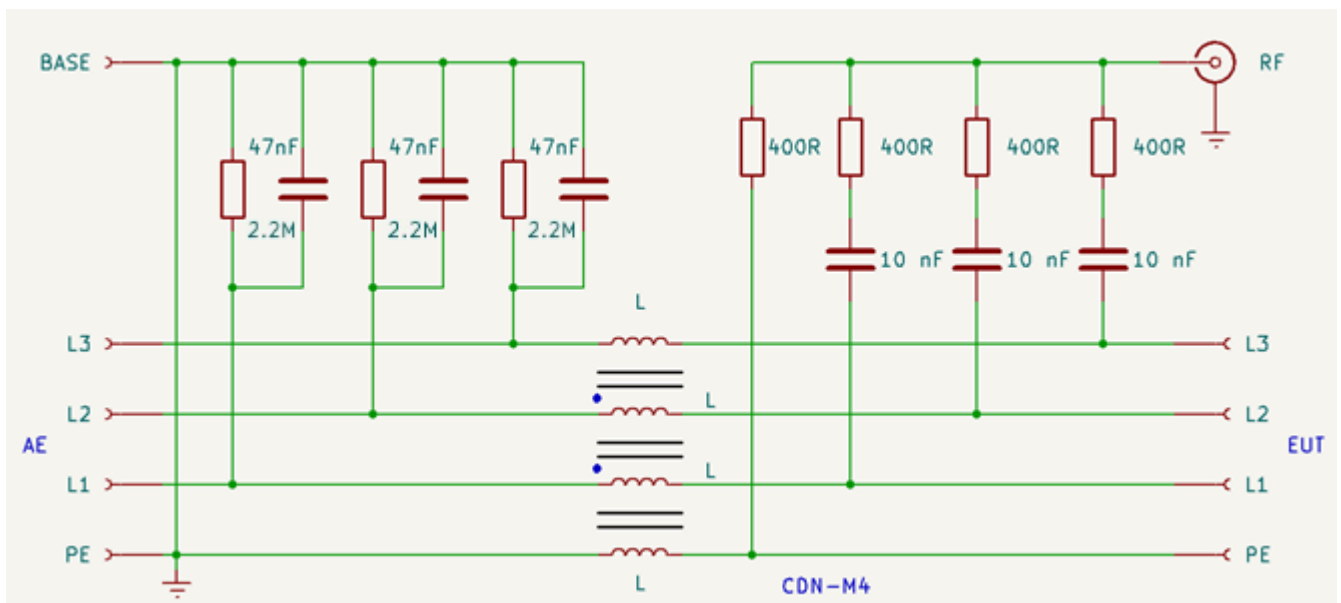 BASE
RF
47nF 47nF 47nF
400R 400R 400R 400R
2.2M 2.2M 2.2M
10 nF 10 nF 10 nF
L
L3 L3
L
L2 L2
AE EUT
L
L1 L1
PE PE
L
CDN-M4